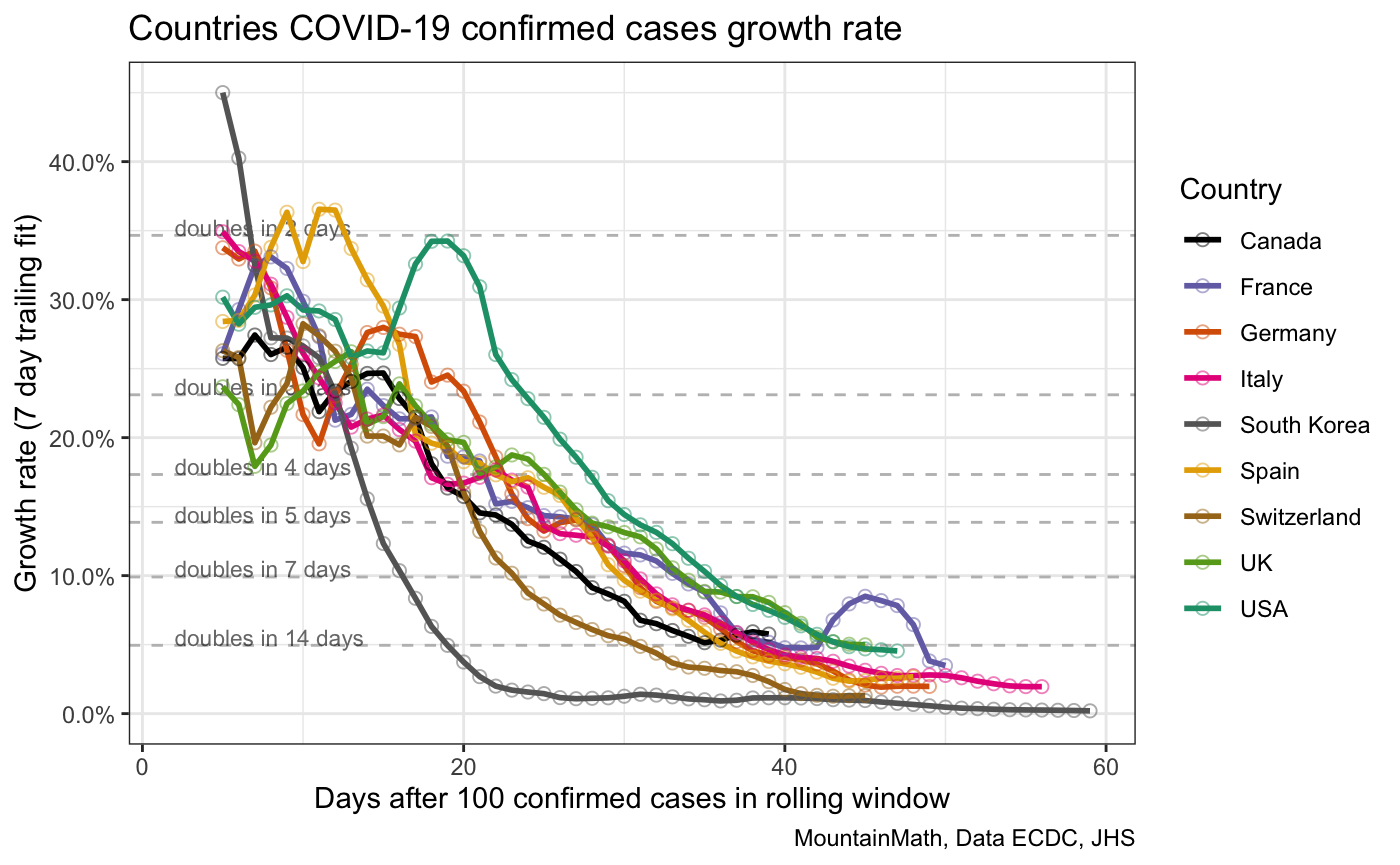 Countries COVID-19 confirmed cases growth rate
Growth rate (7 day trailing fit)
40.0%
30.0%
20.0%
10.0%
0.0%
doubles in 2 days
doubles in 3 days
doubles in 4 days
doubles in 5 days
doubles in 7 days
doubles in 14 days
0
20
40
60
Days after 100 confirmed cases in rolling window
Country
Canada
France
Germany
Italy
South Korea
Spain
Switzerland
UK
USA
MountainMath, Data ECDC, JHS